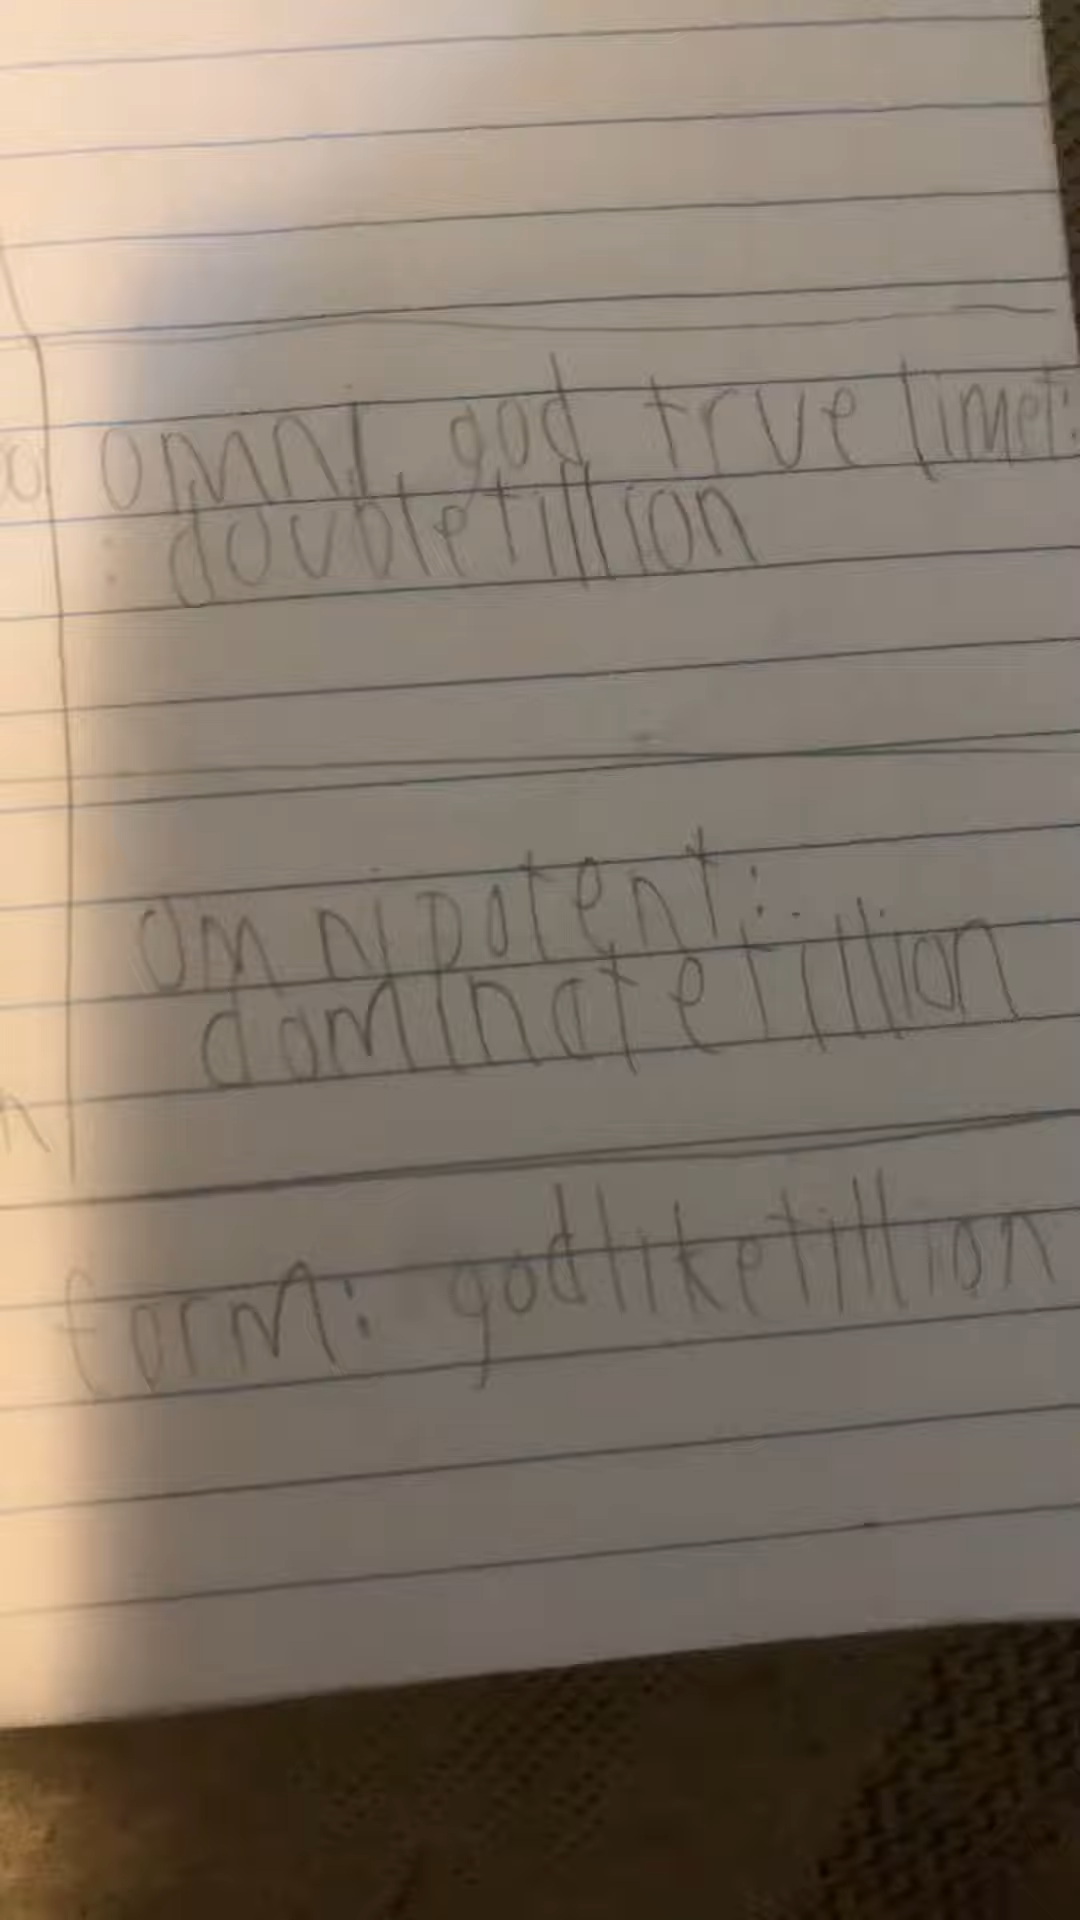 omni god true limet:
: doubletillion
omnipotent:
dominatetillion
form: godliketillion